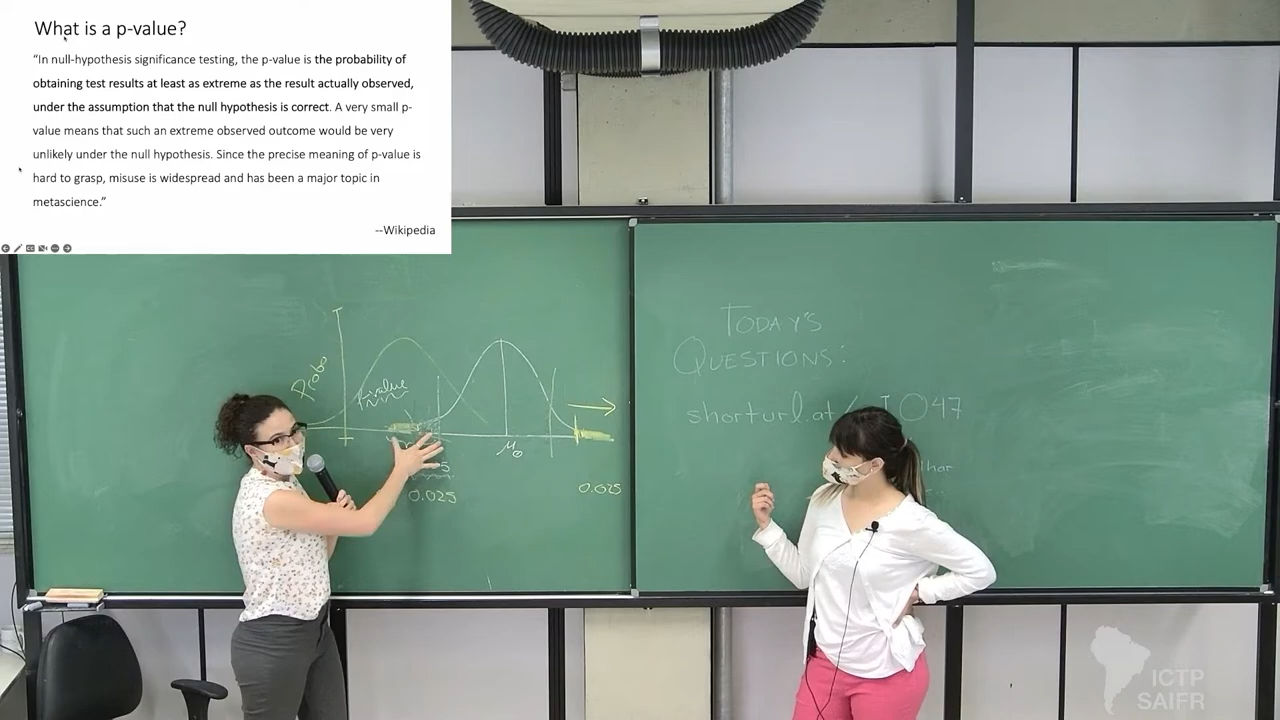 What is a p-value?
“In null-hypothesis significance testing, the p-value is the probability of
obtaining test results at least as extreme as the result actually observed,
under the assumption that the null hypothesis is correct. A very small p-
value means that such an extreme observed outcome would be very
unlikely under the null hypothesis. Since the precise meaning of p-value is
hard to grasp, misuse is widespread and has been a major topic in
metascience.”
--Wikipedia
Proba
p-value
μ₀
0.025
0.025
TODAY'S
QUESTIONS:
shorturl.at/
047
ICTP
SAIFR